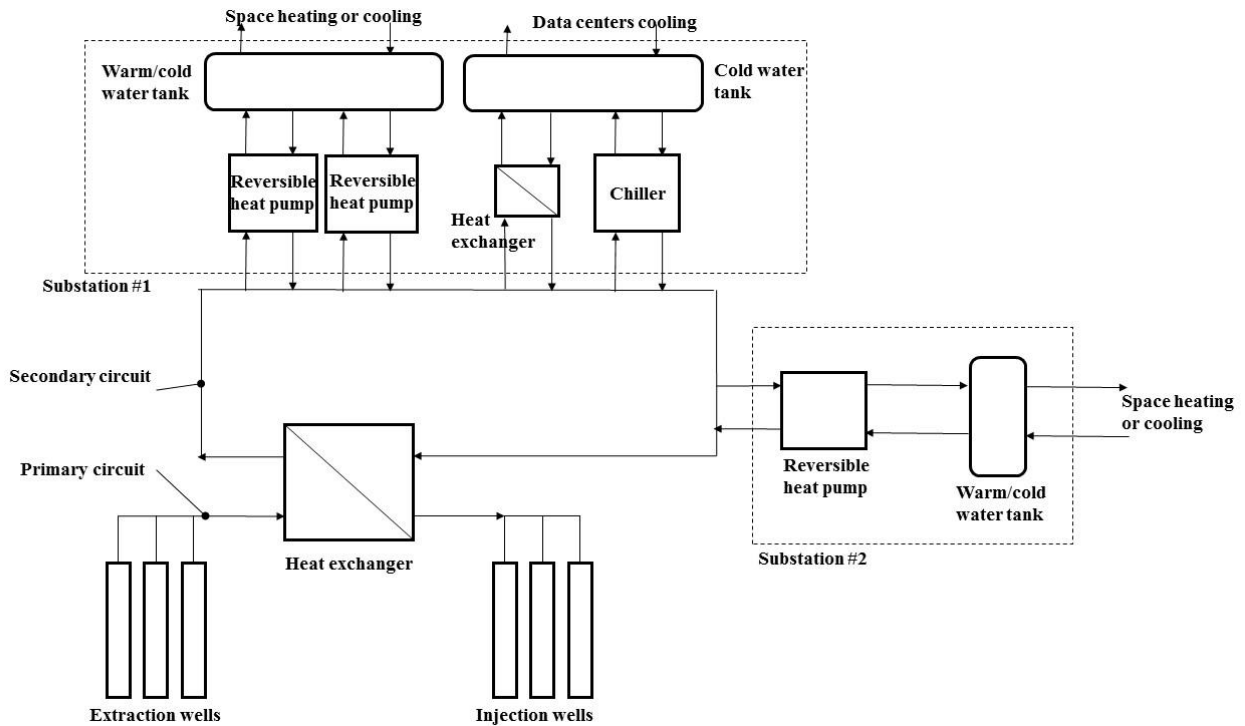 Space heating or cooling
Data centers cooling
Warm/cold
water tank
Cold water
tank
Reversible
heat pump
Reversible
heat pump
Heat
exchanger
Chiller
Substation #1
Secondary circuit
Primary circuit
Heat exchanger
Reversible
heat pump
Warm/cold
water tank
Space heating
or cooling
Substation #2
Extraction wells
Injection wells